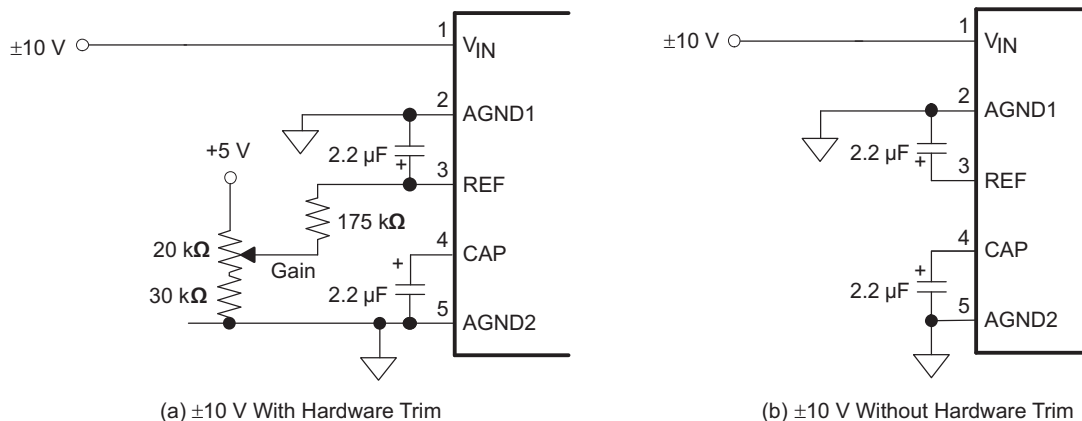 ±10 V
1
VIN
2
AGND1
2.2 µF
+
3
REF
+5 V
175 kΩ
20 kΩ
Gain
30 kΩ
4
CAP
+
2.2 µF
5
AGND2
(a) ±10 V With Hardware Trim
±10 V
1
VIN
2
AGND1
2.2 µF
+
3
REF
4
CAP
+
2.2 µF
5
AGND2
(b) ±10 V Without Hardware Trim